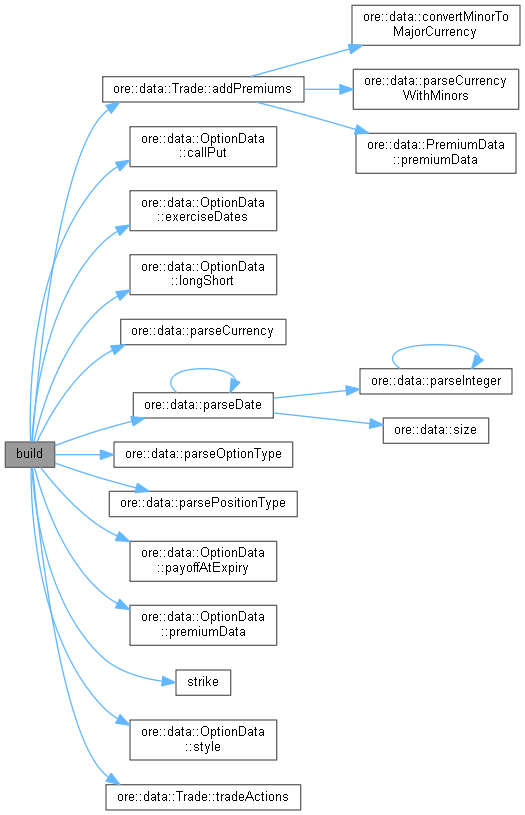 ore::data::convertMinorTo
MajorCurrency
ore::data::Trade::addPremiums
ore::data::parseCurrency
WithMinors
ore::data::PremiumData
::premiumData
ore::data::OptionData
::callPut
ore::data::OptionData
::exerciseDates
ore::data::OptionData
::longShort
ore::data::parseCurrency
ore::data::parseDate
ore::data::parseInteger
ore::data::size
build
ore::data::parseOptionType
ore::data::parsePositionType
ore::data::OptionData
::payoffAtExpiry
ore::data::OptionData
::premiumData
strike
ore::data::OptionData
::style
ore::data::Trade::tradeActions